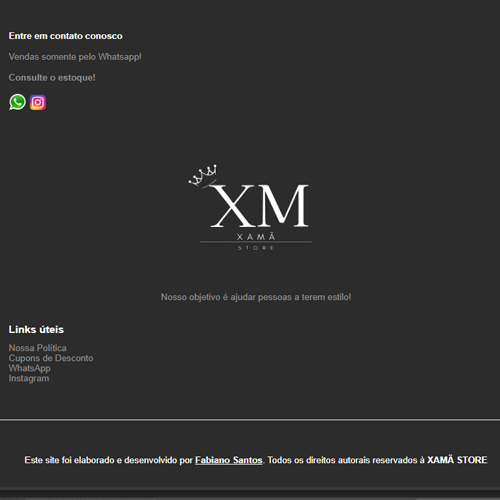 Entre em contato conosco
Vendas somente pelo Whatsapp!
Consulte o estoque!
XM
XAMÃ
STORE
Nosso objetivo é ajudar pessoas a terem estilo!
Links úteis
Nossa Política
Cupons de Desconto
WhatsApp
Instagram
Este site foi elaborado e desenvolvido por Fabiano Santos. Todos os direitos autorais reservados à XAMÃ STORE